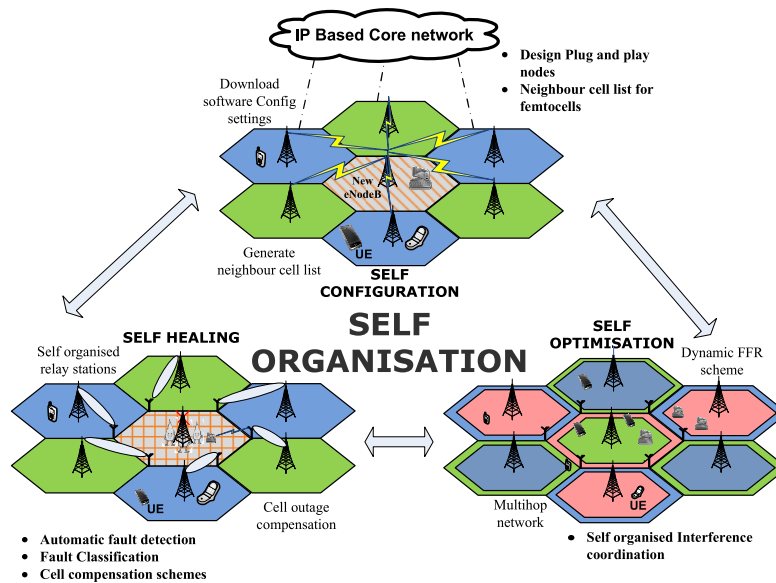 IP Based Core network
• Design Plug and play
nodes
• Neighbour cell list for
femtocells
Download
software Config
settings
New
eNodeB
UE
Generate
neighbour cell list
SELF
CONFIGURATION
SELF
ORGANISATION
SELF HEALING
Self organised
relay stations
UE
Cell outage
compensation
• Automatic fault detection
• Fault Classification
• Cell compensation schemes
SELF
OPTIMISATION
Dynamic FFR
scheme
UE
Multihop
network
• Self organised Interference
coordination